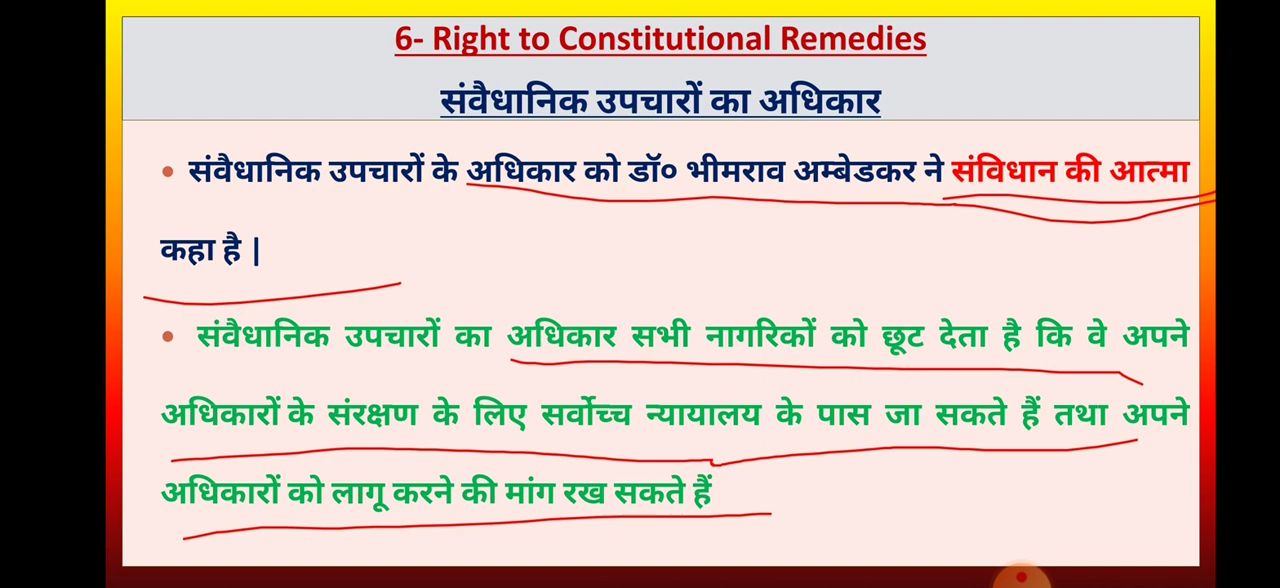 6- Right to Constitutional Remedies
संवैधानिक उपचारों का अधिकार
• संवैधानिक उपचारों के अधिकार को डॉ० भीमराव अम्बेडकर ने संविधान की आत्मा
कहा है |
• संवैधानिक उपचारों का अधिकार सभी नागरिकों को छूट देता है कि वे अपने
अधिकारों के संरक्षण के लिए सर्वोच्च न्यायालय के पास जा सकते हैं तथा अपने
अधिकारों को लागू करने की मांग रख सकते हैं